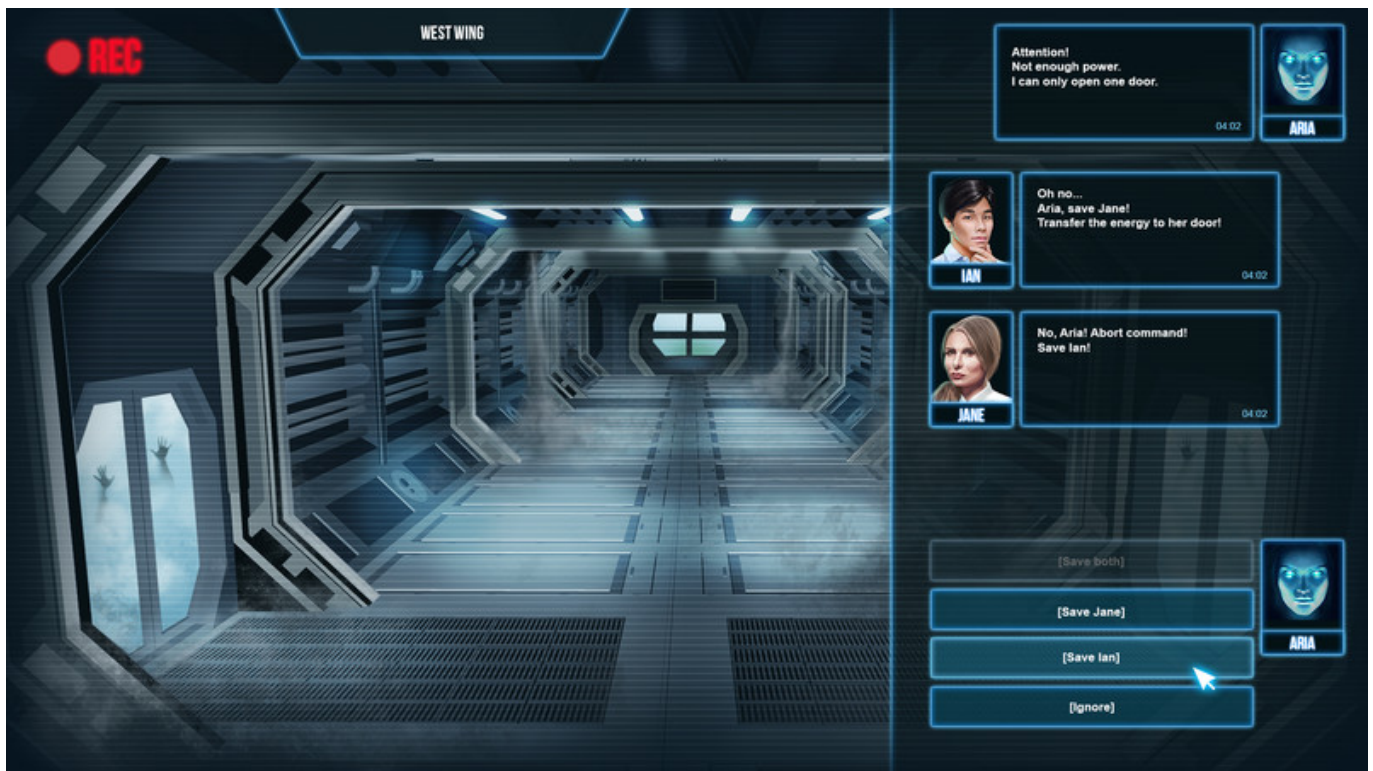 REC
WEST WING
Attention!
Not enough power.
I can only open one door.
04:02
ARIA
Oh no...
Aria, save Jane!
Transfer the energy to her door!
04:02
IAN
No, Aria! Abort command!
Save Ian!
04:02
JANE
[Save both]
[Save Jane]
[Save Ian]
[Ignore]
ARIA